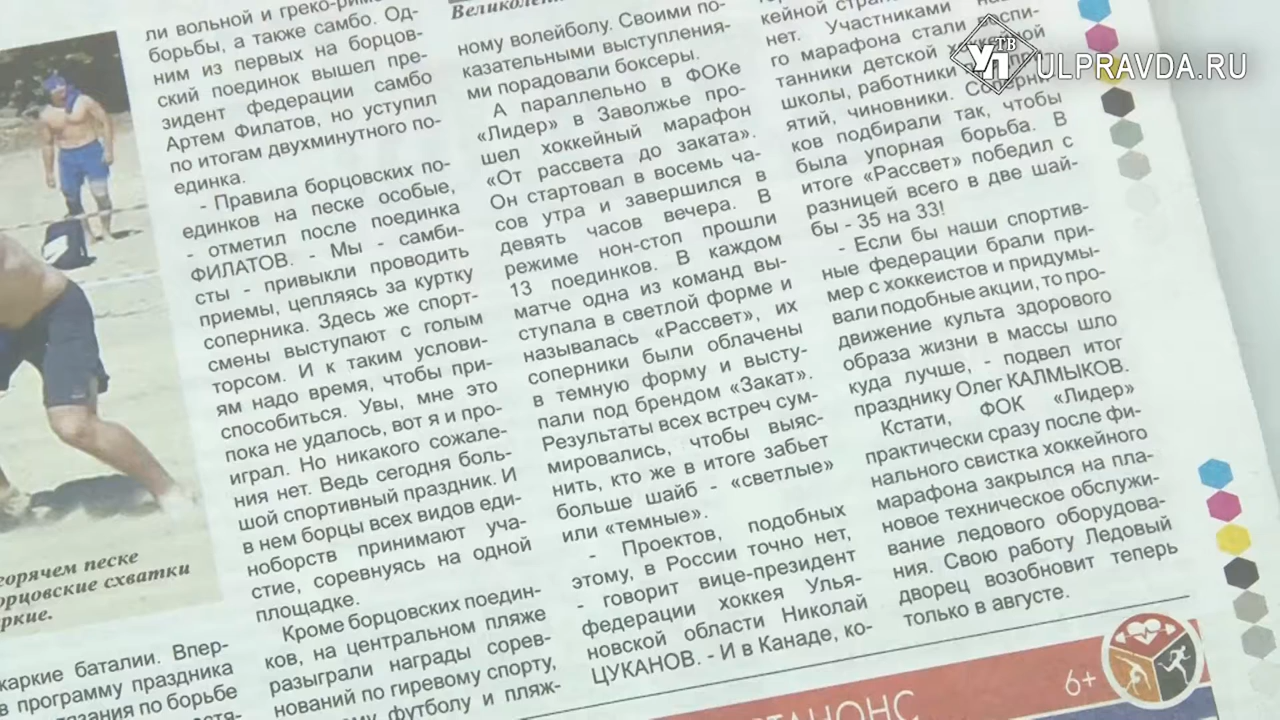 ли вольной и греко-
борьбы, а также самбо. Од-
ним из первых на борцов-
ский поединок вышел пре-
зидент федерации самбо
Артем Филатов, но уступил
по итогам двухминутного по-
единка.
- Правила борцовских по-
единков на песке особые,
- отметил после поединка
ФИЛАТОВ. - Мы - самби-
сты - привыкли проводить
приемы, цепляясь за куртку
соперника. Здесь же спорт-
смены выступают с голым
торсом. И к таким услови-
ям надо время, чтобы при-
способиться. Увы, мне это
пока не удалось, вот я и про-
играл. Но никакого сожале-
ния нет. Ведь сегодня боль-
шой спортивный праздник. И
в нем борцы всех видов еди-
ноборств принимают уча-
стие, соревнуясь на одной
площадке.
Кроме борцовских поедин-
ков, на центральном пляже
разыграли награды сорев-
нований по гиревому спорту,
футболу и пляж-
ному волейболу. Своими по-
казательными выступления-
ми порадовали боксеры.
А параллельно в ФОКе
«Лидер» в Заволжье про-
шел хоккейный марафон
«От рассвета до заката».
Он стартовал в восемь ча-
сов утра и завершился в
девять часов вечера. В
режиме нон-стоп прошли
13 поединков. В каждом
матче одна из команд вы-
ступала в светлой форме и
называлась «Рассвет», их
соперники были облачены
в темную форму и высту-
пали под брендом «Закат».
Результаты всех встреч сум-
мировались, чтобы выяс-
нить, кто же в итоге забьет
больше шайб - «светлые»
или «темные».
- Проектов, подобных
этому, в России точно нет,
- говорит вице-президент
федерации хоккея Улья-
новской области Николай
ЦУКАНОВ. - И в Канаде, ко-
нет. Участниками
го марафона стали
танники детской
школы, работники
ятий, чиновники.
ков подбирали так, чтобы
была упорная борьба. В
итоге «Рассвет» победил с
разницей всего в две шай-
бы - 35 на 33!
- Если бы наши спортив-
ные федерации брали при-
мер с хоккеистов и придумы-
вали подобные акции, то про-
движение культа здорового
образа жизни в массы шло
куда лучше, - подвел итог
празднику Олег КАЛМЫКОВ.
Кстати, ФОК «Лидер»
практически сразу после фи-
нального свистка хоккейного
марафона закрылся на пла-
новое техническое обслужи-
вание ледового оборудова-
ния. Свою работу Ледовый
дворец возобновит теперь
только в августе.
горячем песке
схватки
жаркие баталии. Впер-
в программу праздника
по борьбе
6+
УП ТВ
ULPRAVDA.RU